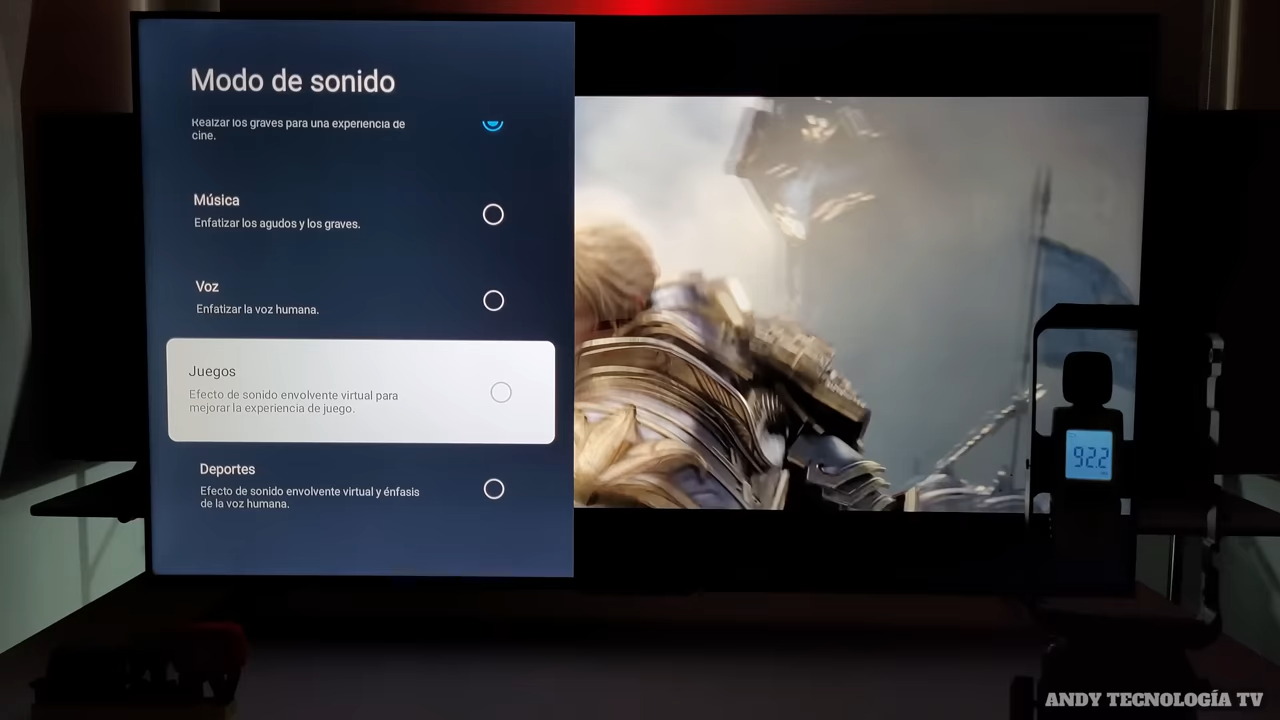 Modo de sonido
Realzar los graves para una experiencia de
cine.
Música
Enfatizar los agudos y los graves.
Voz
Enfatizar la voz humana.
Juegos
Efecto de sonido envolvente virtual para
mejorar la experiencia de juego.
Deportes
Efecto de sonido envolvente virtual y énfasis
de la voz humana.
92.2
ANDY TECNOLOGÍA TV